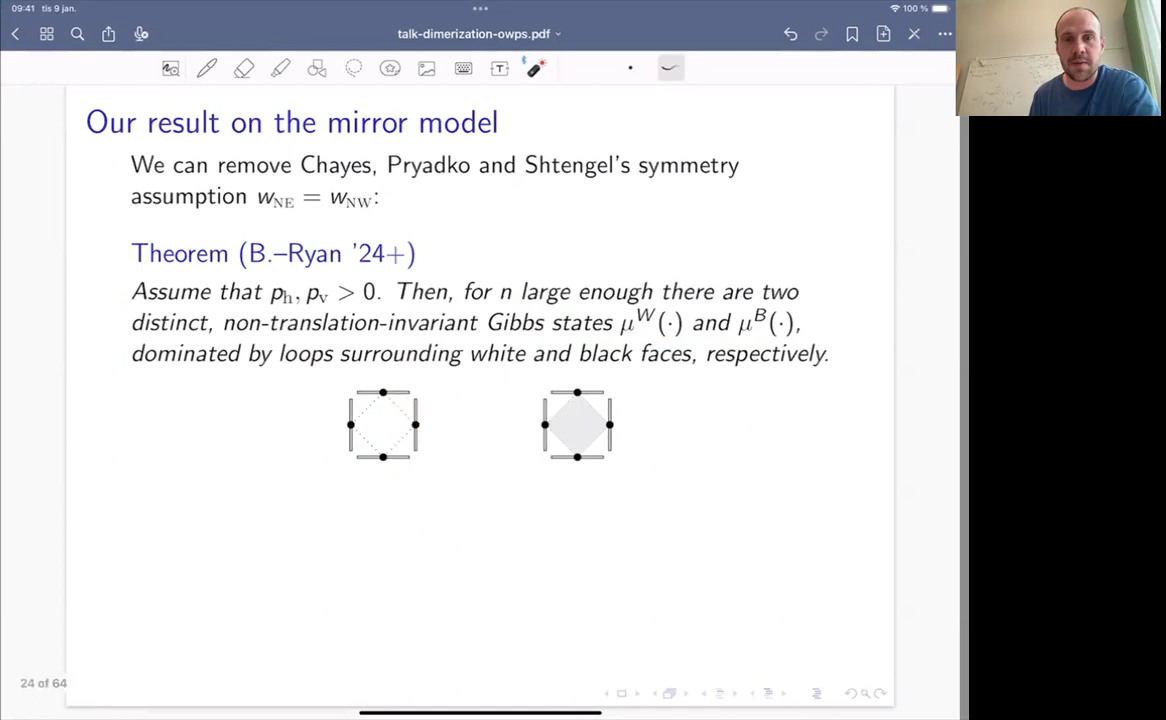 09:41 tis 9 jan.
100 %
talk-dimerization-owps.pdf
Our result on the mirror model
We can remove Chayes, Pryadko and Shtengel's symmetry
assumption w_NE = w_NW:
Theorem (B.–Ryan '24+)
Assume that p_h, p_v > 0. Then, for n large enough there are two
distinct, non-translation-invariant Gibbs states μ^W(·) and μ^B(·),
dominated by loops surrounding white and black faces, respectively.
24 of 64